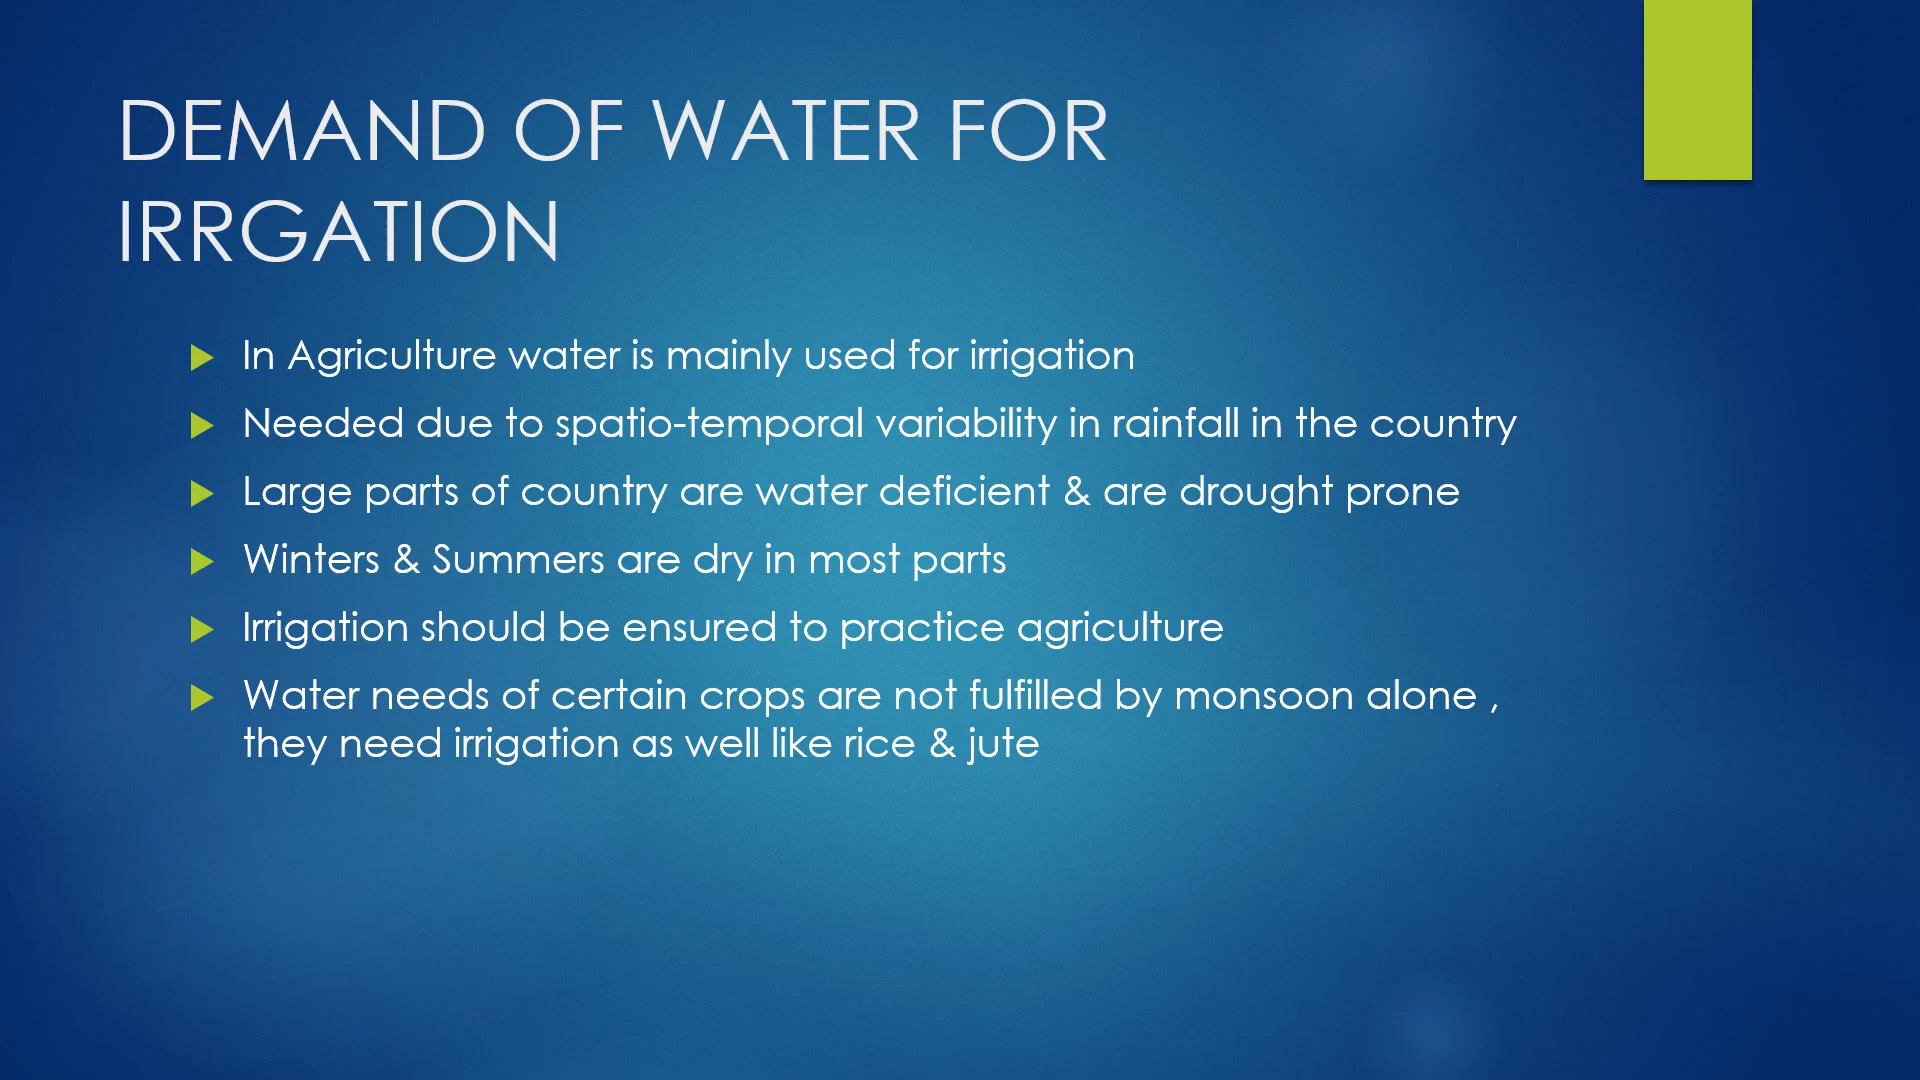 DEMAND OF WATER FOR
IRRGATION
In Agriculture water is mainly used for irrigation
Needed due to spatio-temporal variability in rainfall in the country
Large parts of country are water deficient & are drought prone
Winters & Summers are dry in most parts
Irrigation should be ensured to practice agriculture
Water needs of certain crops are not fulfilled by monsoon alone ,
they need irrigation as well like rice & jute